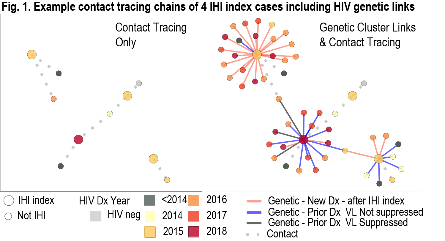 Fig. 1. Example contact tracing chains of 4 IHI index cases including HIV genetic links
Contact Tracing
Only
Genetic Cluster Links
& Contact Tracing
IHI index
Not IHI
HIV Dx Year
HIV neg
<2014
2014
2015
2016
2017
2018
Genetic - New Dx - after IHI index
Genetic - Prior Dx VL Not suppressed
Genetic - Prior Dx VL Suppressed
Contact